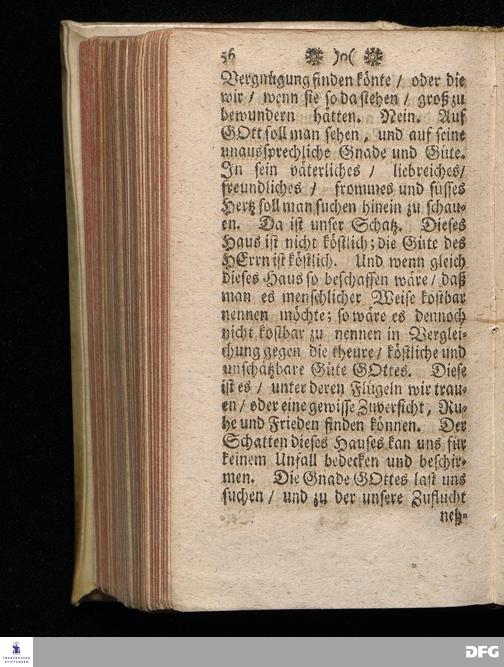 56 ❋ )o( ❋
Vergnügung finden könte / oder die
wir / wenn sie so da stehen / groß zu
bewundern hätten. Nein. Auf
GOtt soll man sehen, und auf seine
unaussprechliche Gnade und Güte.
In sein väterliches / liebreiches/
freundliches / frommes und süsses
Hertz soll man suchen hinein zu schau-
en. Da ist unser Schatz. Dieses
Haus ist nicht köstlich; die Güte des
HErrn ist köstlich. Und wenn gleich
dieses Haus so beschaffen wäre / daß
man es menschlicher Weise kostbar
nennen möchte; so wäre es dennoch
nicht kostbar zu nennen in Verglei-
chung gegen die theure / köstliche und
unschätzbare Güte GOttes. Diese
ist es / unter deren Flügeln wir trau-
en / oder eine gewisse Zuversicht, Ru-
he und Frieden finden können. Der
Schatten dieses Hauses kan uns für
keinem Unfall bedecken und beschir-
men. Die Gnade GOttes last uns
suchen / und zu der unsere Zuflucht
neh-
FRANCKESCHE
STIFTUNGEN
DFG